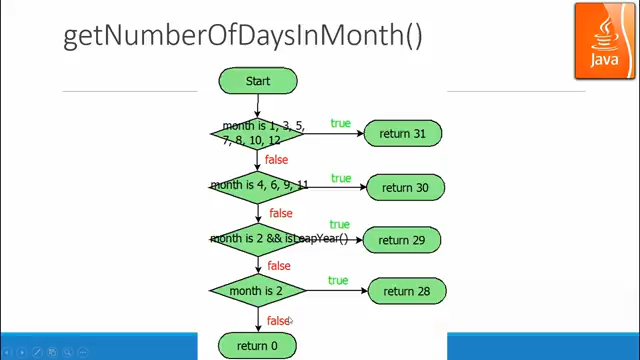 getNumberOfDaysInMonth()
Java
Start
month is 1, 3, 5,
7, 8, 10, 12
true
return 31
false
month is 4, 6, 9, 11
true
return 30
false
month is 2 && isLeapYear()
true
return 29
false
month is 2
true
return 28
false
return 0